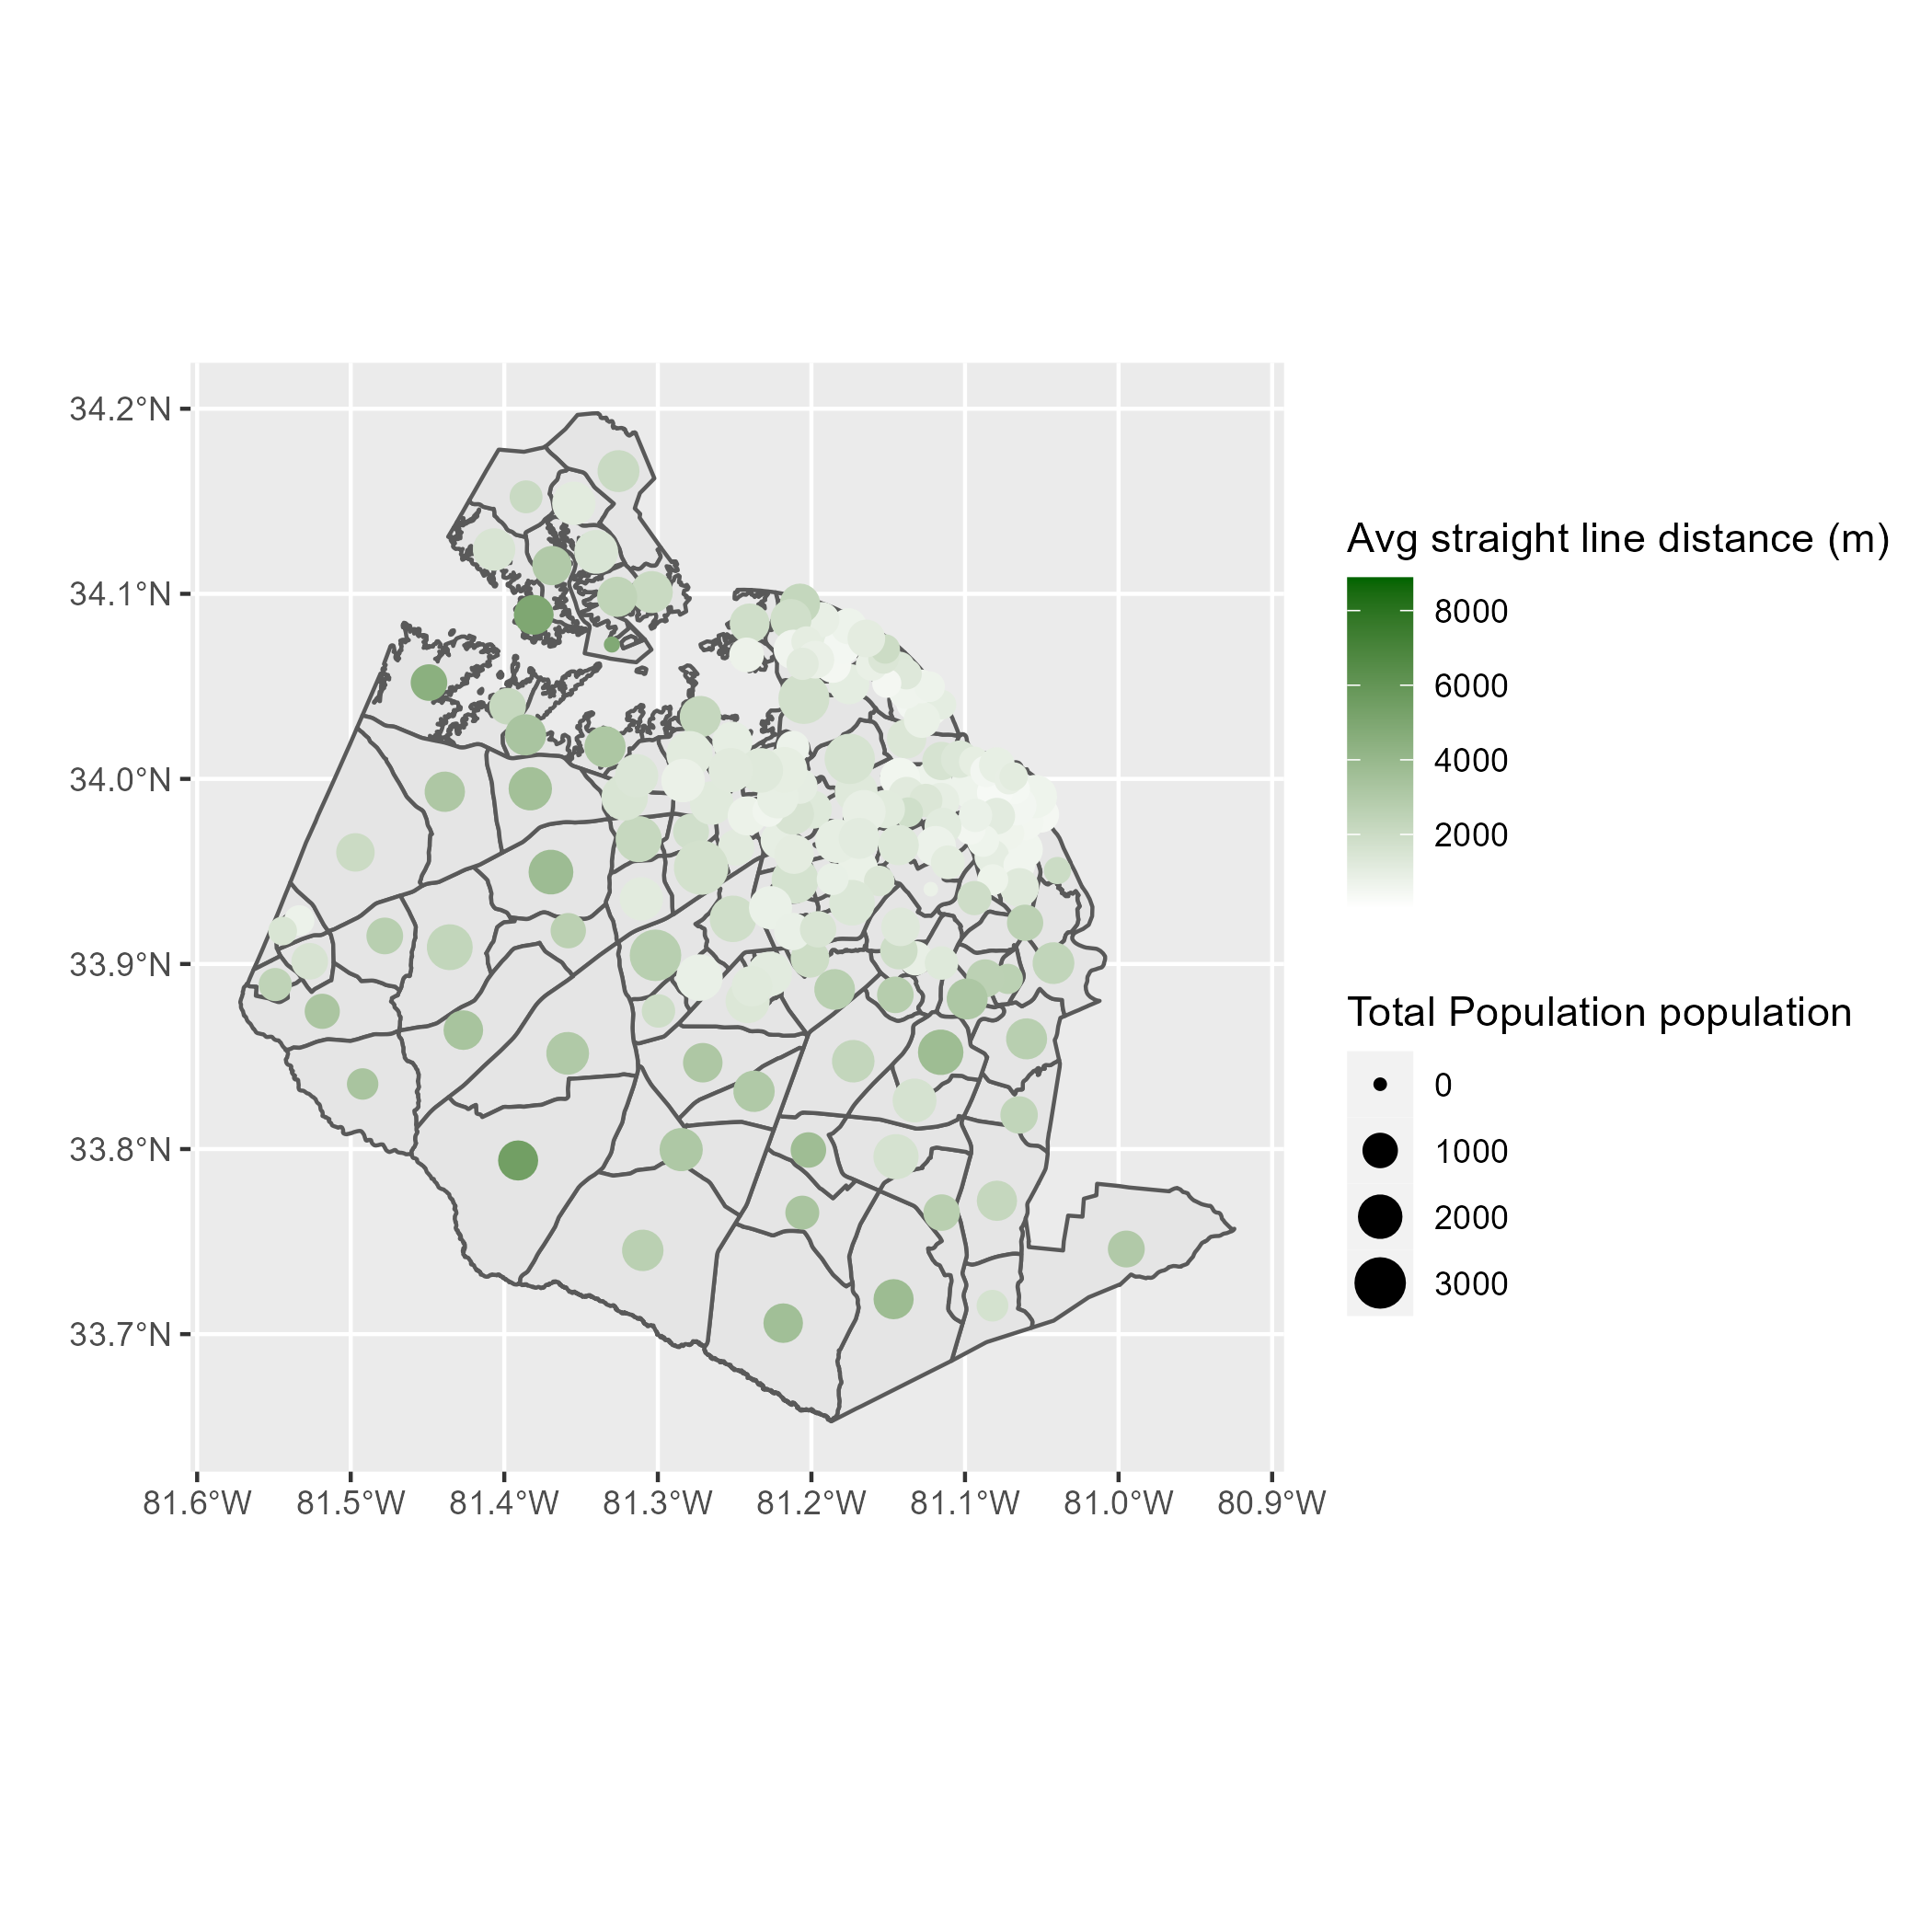 34.2°N
34.1°N
34.0°N
33.9°N
33.8°N
33.7°N
81.6°W 81.5°W 81.4°W 81.3°W 81.2°W 81.1°W 81.0°W 80.9°W
Avg straight line distance (m)
8000
6000
4000
2000
Total Population population
0
1000
2000
3000